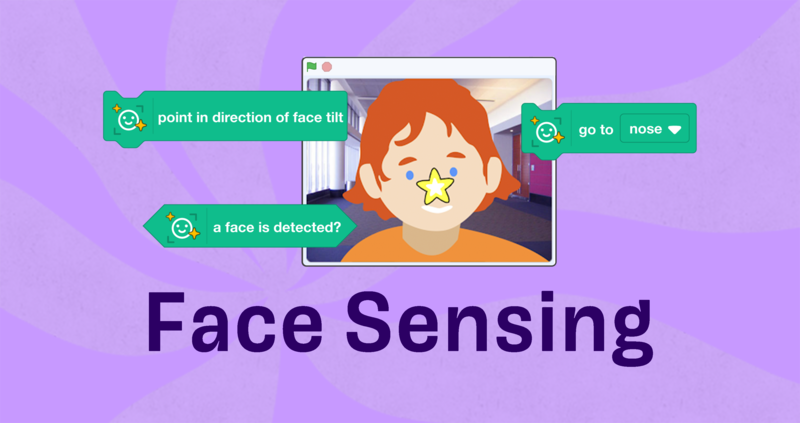 point in direction of face tilt
go to nose
a face is detected?
Face Sensing